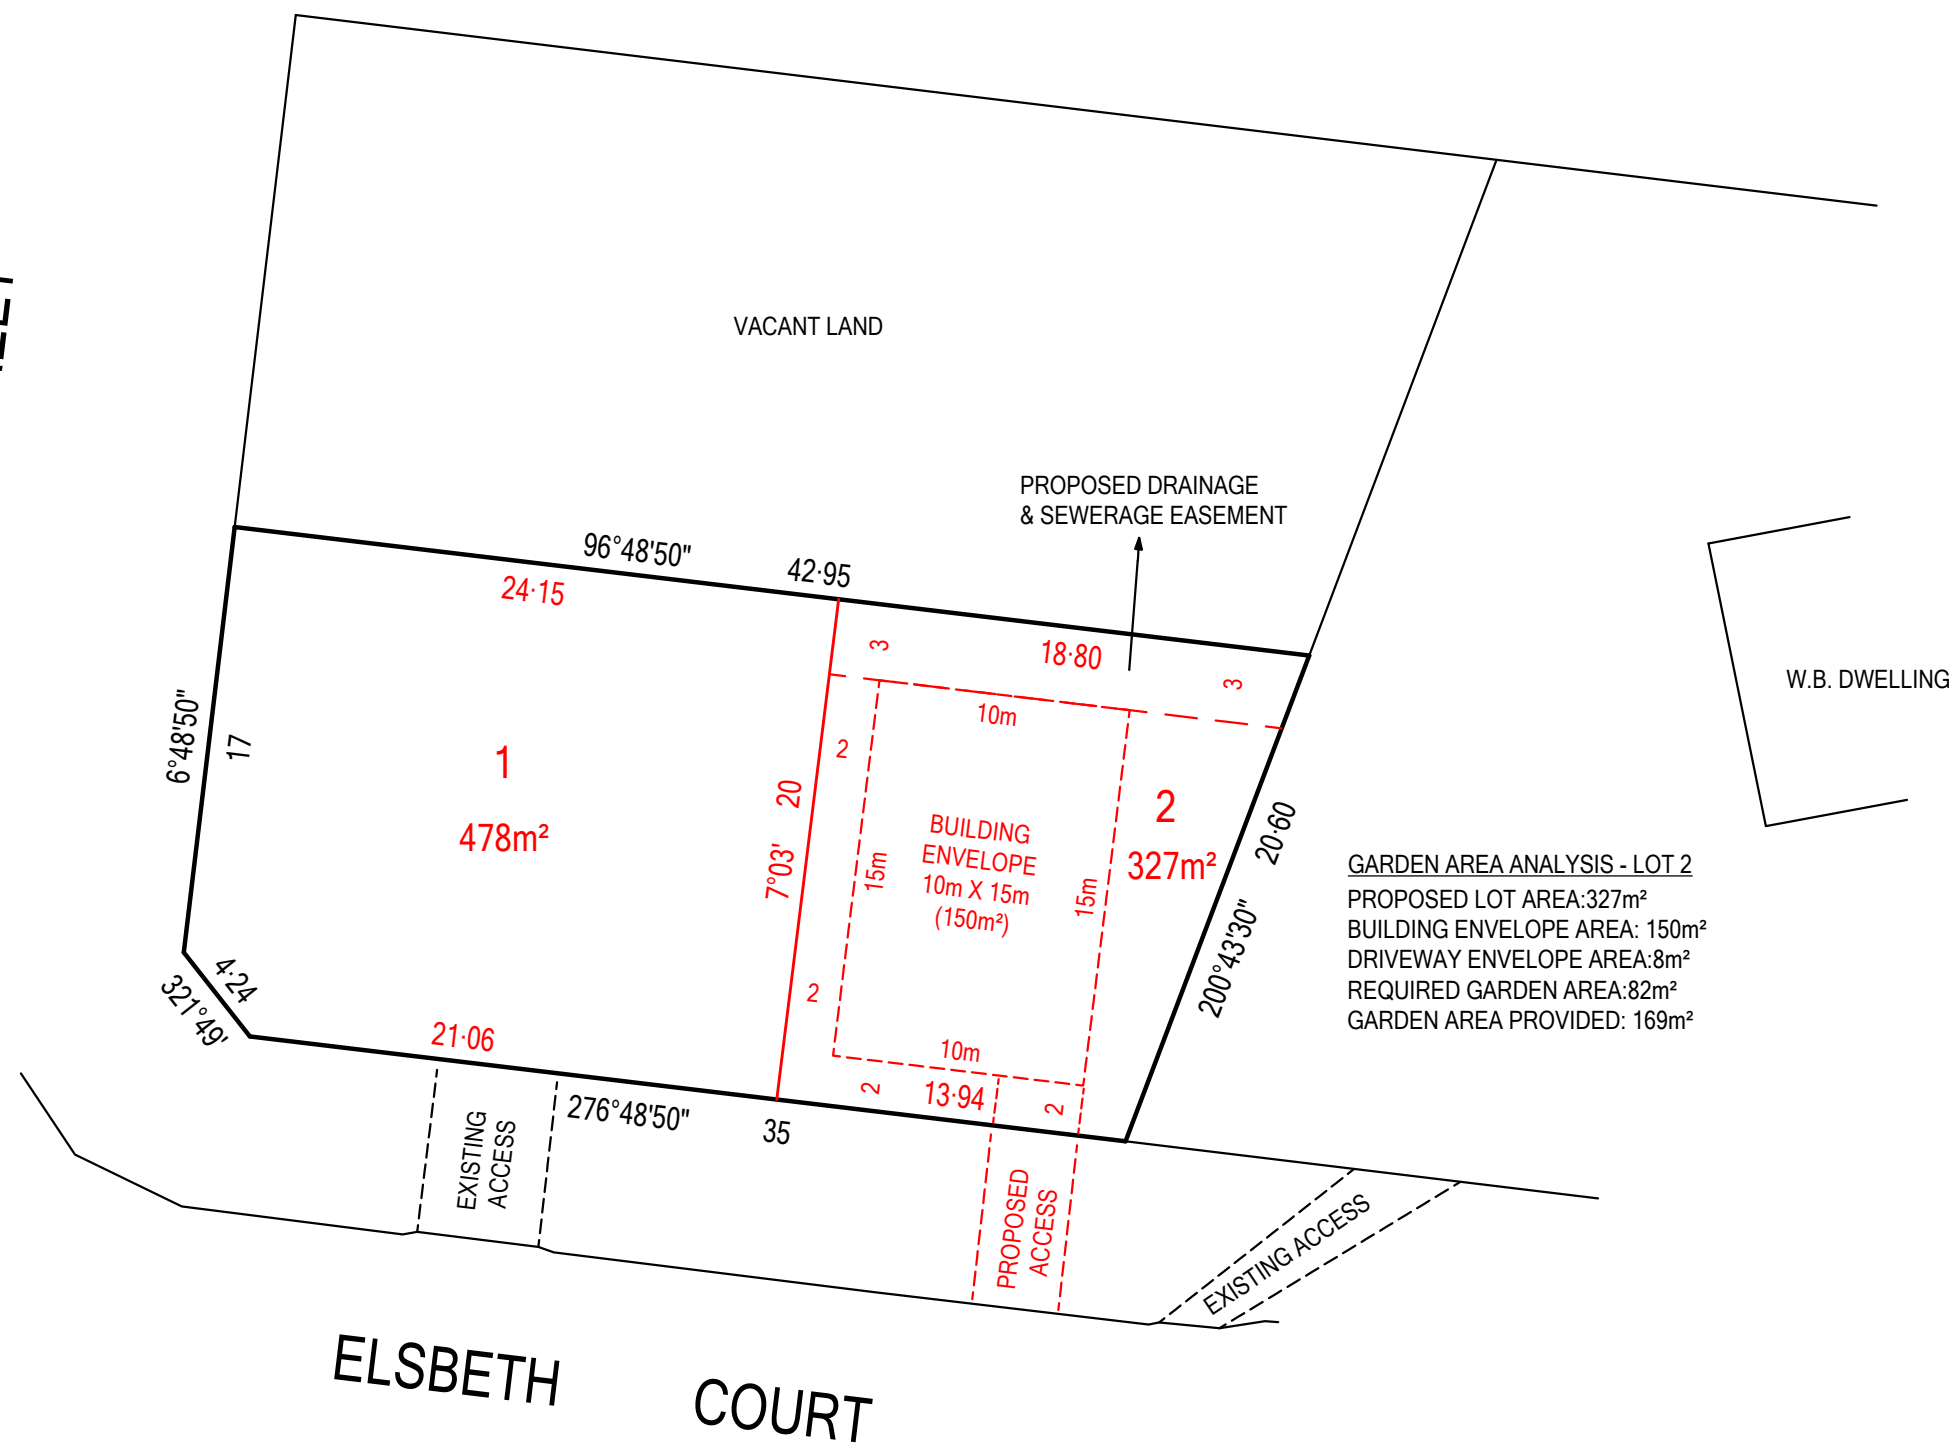 VACANT LAND
PROPOSED DRAINAGE
& SEWERAGE EASEMENT
96°48'50"
42·95
24·15
18·80
3
3
10m
W.B. DWELLING
6°48'50"
17
1
478m²
2
20
7°03'
15m
BUILDING
ENVELOPE
10m X 15m
(150m²)
15m
2
327m²
20·60
200°43'30"
GARDEN AREA ANALYSIS - LOT 2
PROPOSED LOT AREA:327m²
BUILDING ENVELOPE AREA: 150m²
DRIVEWAY ENVELOPE AREA:8m²
REQUIRED GARDEN AREA:82m²
GARDEN AREA PROVIDED: 169m²
4·24
321°49'
2
21·06
10m
2
13·94
2
276°48'50"
35
EXISTING
ACCESS
PROPOSED
ACCESS
EXISTING ACCESS
ELSBETH COURT